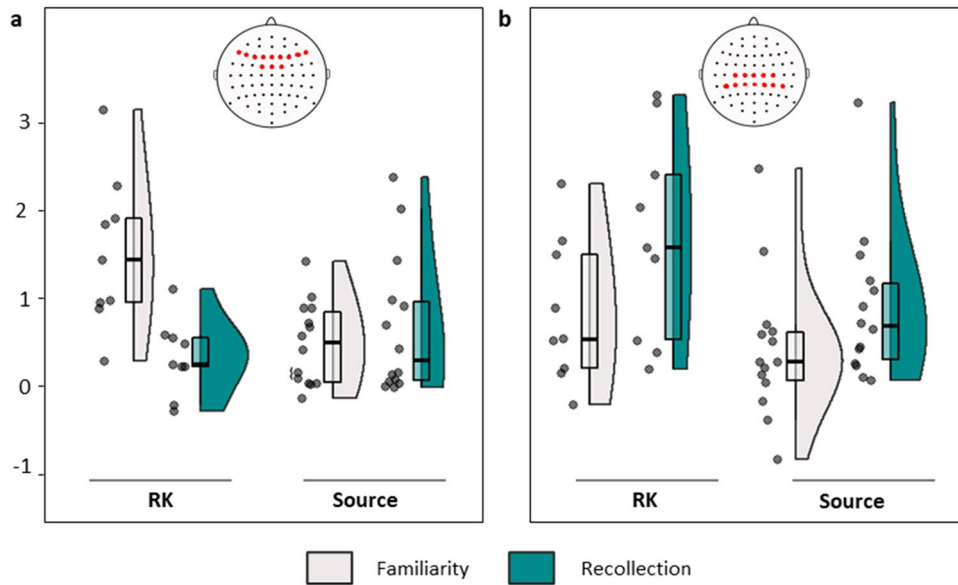 a
b
3
2
1
0
-1
RK
Source
RK
Source
Familiarity
Recollection